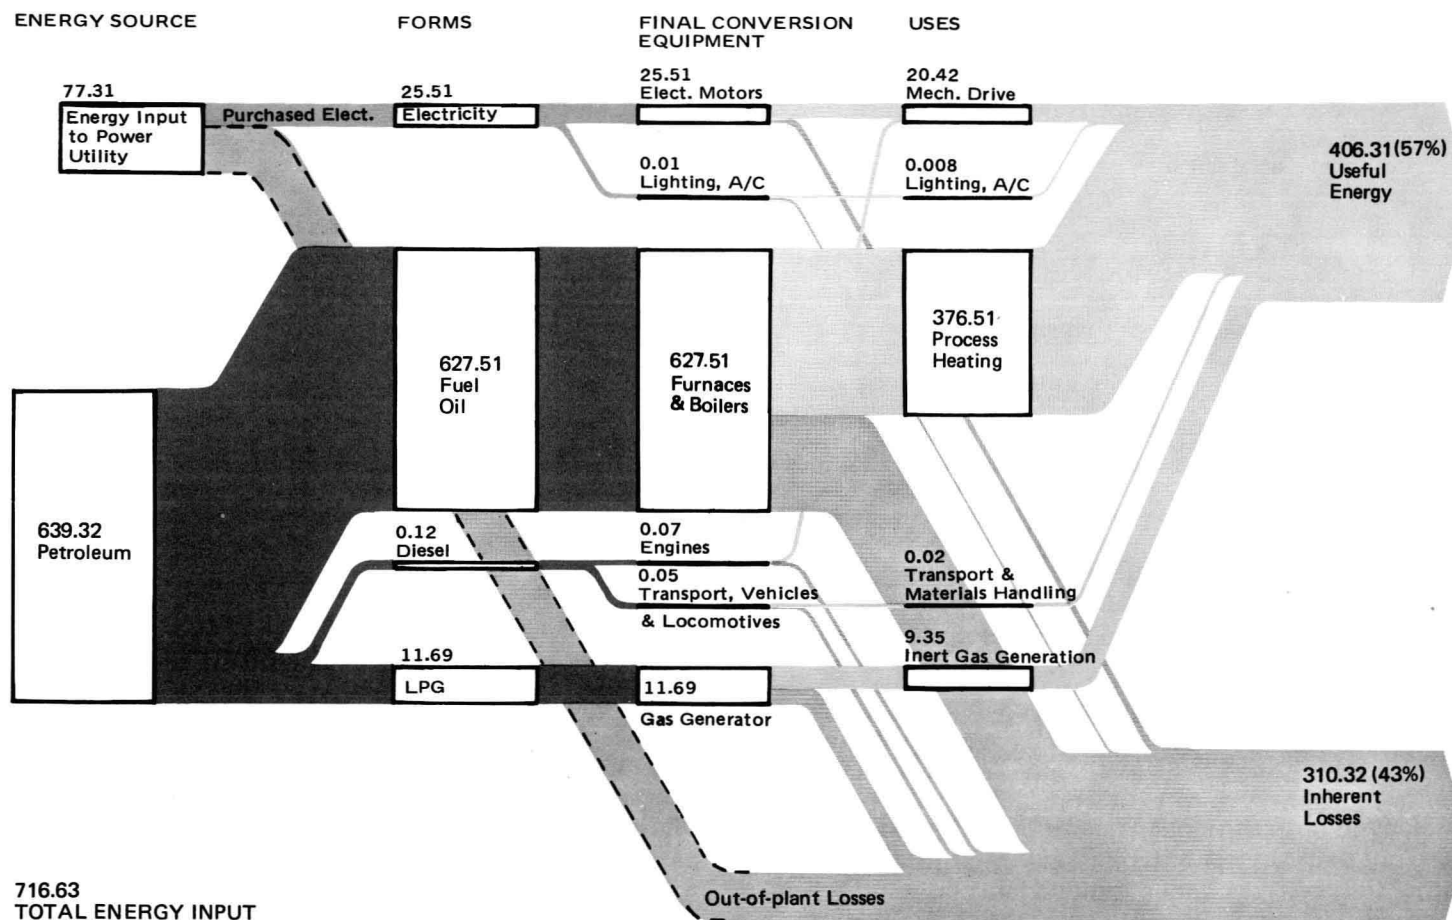 ENERGY SOURCE
FORMS
FINAL CONVERSION
EQUIPMENT
USES
77.31
Energy Input
to Power
Utility
Purchased Elect.
25.51
Electricity
25.51
Elect. Motors
20.42
Mech. Drive
0.01
Lighting, A/C
0.008
Lighting, A/C
406.31 (57%)
Useful
Energy
639.32
Petroleum
627.51
Fuel
Oil
627.51
Furnaces
& Boilers
376.51
Process
Heating
0.12
Diesel
0.07
Engines
0.05
Transport, Vehicles
& Locomotives
0.02
Transport &
Materials Handling
11.69
LPG
11.69
Gas Generator
9.35
Inert Gas Generation
310.32 (43%)
Inherent
Losses
Out-of-plant Losses
716.63
TOTAL ENERGY INPUT